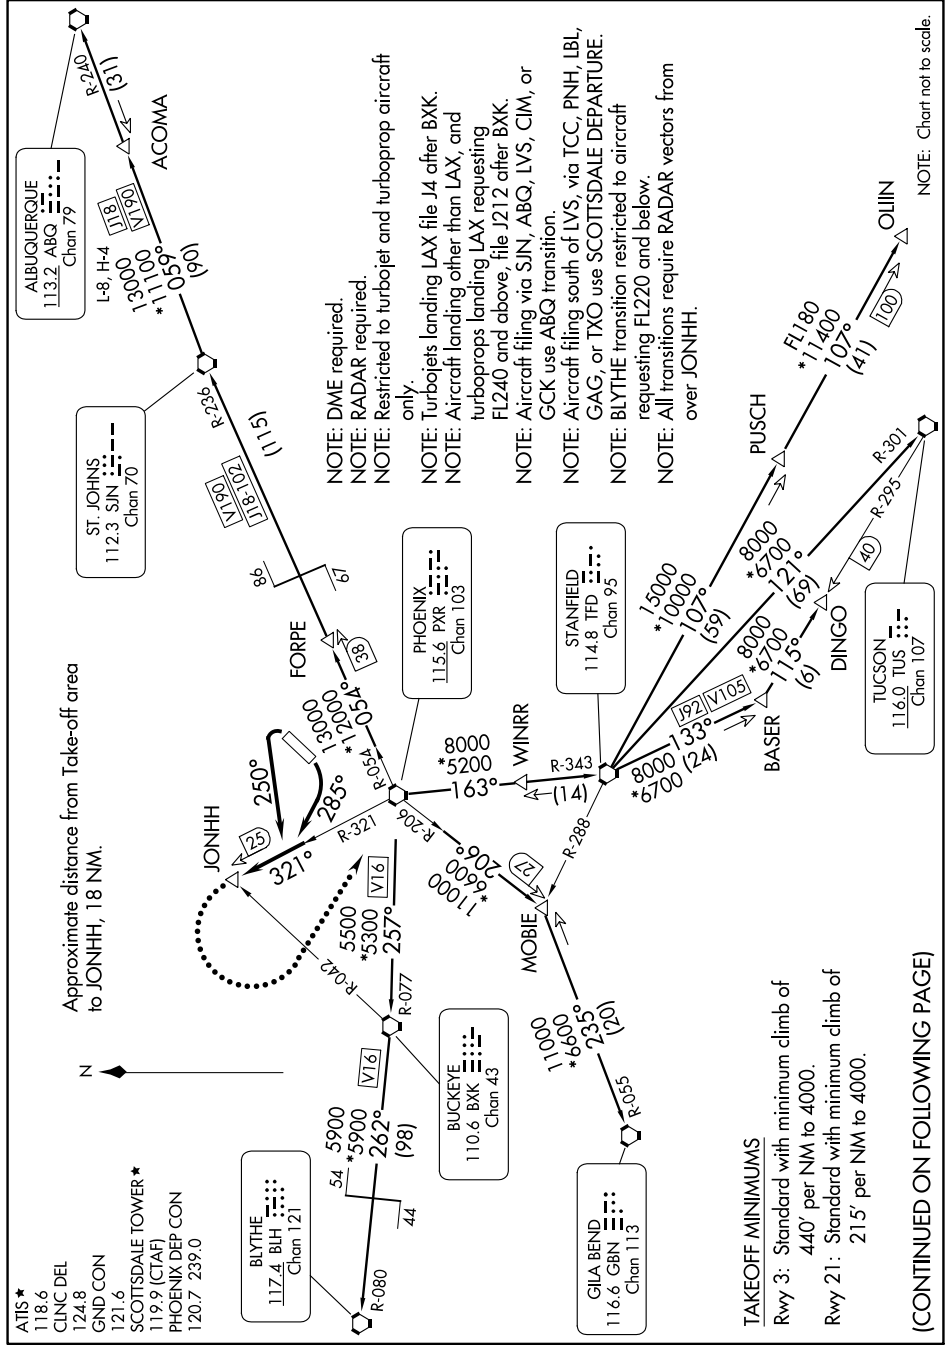 ATIS★
118.6
CLNC DEL
124.8
GND CON
121.6
SCOTTSDALE TOWER★
119.9 (CTAF)
PHOENIX DEP CON
120.7 239.0
N
Approximate distance from Take-off area
to JONHH, 18 NM.
ALBUQUERQUE
113.2 ABQ
Chan 79
R-240
(31)
ACOMA
L-8, H-4
J18
V190
13000
*11100
059°
(90)
ST. JOHNS
112.3 SJN
Chan 70
R-236
(115)
V190
J18-102
86
67
FORPE
38
13000
*12000
054°
R-054
PHOENIX
115.6 PXR
Chan 103
JONHH
25
250°
285°
321°
R-321
R-042
V16
5500
*5300
257°
R-077
BUCKEYE
110.6 BXK
Chan 43
V16
5900
*5900
262°
(98)
54
44
R-080
BLYTHE
117.4 BLH
Chan 121
R-206
206°
*6600
11000
27
MOBIE
R-288
11000
*6600
235°
(20)
R-055
GILA BEND
116.6 GBN
Chan 113
8000
*5200
163°
WINRR
(14)
R-343
STANFIELD
114.8 TFD
Chan 95
15000
*10000
107°
(59)
PUSCH
FL180
*11400
107°
(41)
100
OLIIN
8000
*6700
121°
(69)
R-301
R-295
40
TUCSON
116.0 TUS
Chan 107
J92
V105
133°
8000
(24)
*6700
BASER
8000
*6700
115°
(6)
DINGO
NOTE: DME required.
NOTE: RADAR required.
NOTE: Restricted to turbojet and turboprop aircraft
only.
NOTE: Turbojets landing LAX file J4 after BXK.
NOTE: Aircraft landing other than LAX, and
turboprops landing LAX requesting
FL240 and above, file J212 after BXK.
NOTE: Aircraft filing via SJN, ABQ, LVS, CIM, or
GCK use ABQ transition.
NOTE: Aircraft filing south of LVS, via TCC, PNH, LBL,
GAG, or TXO use SCOTTSDALE DEPARTURE.
NOTE: BLYTHE transition restricted to aircraft
requesting FL220 and below.
NOTE: All transitions require RADAR vectors from
over JONHH.
TAKEOFF MINIMUMS
Rwy 3: Standard with minimum climb of
440' per NM to 4000.
Rwy 21: Standard with minimum climb of
215' per NM to 4000.
(CONTINUED ON FOLLOWING PAGE)
NOTE: Chart not to scale.